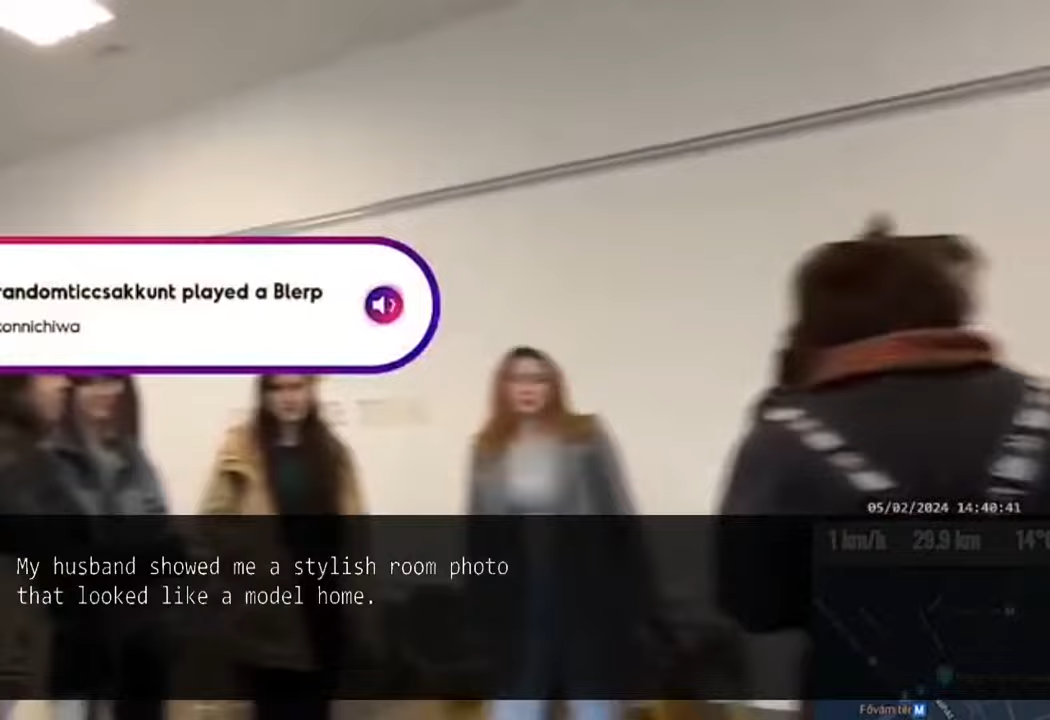 randomticcsakkunt played a Blerp
konnichiwa
05/02/2024 14:40:41
1 km/h 29.9 km 14°
My husband showed me a stylish room photo
that looked like a model home.
Fővám tér M